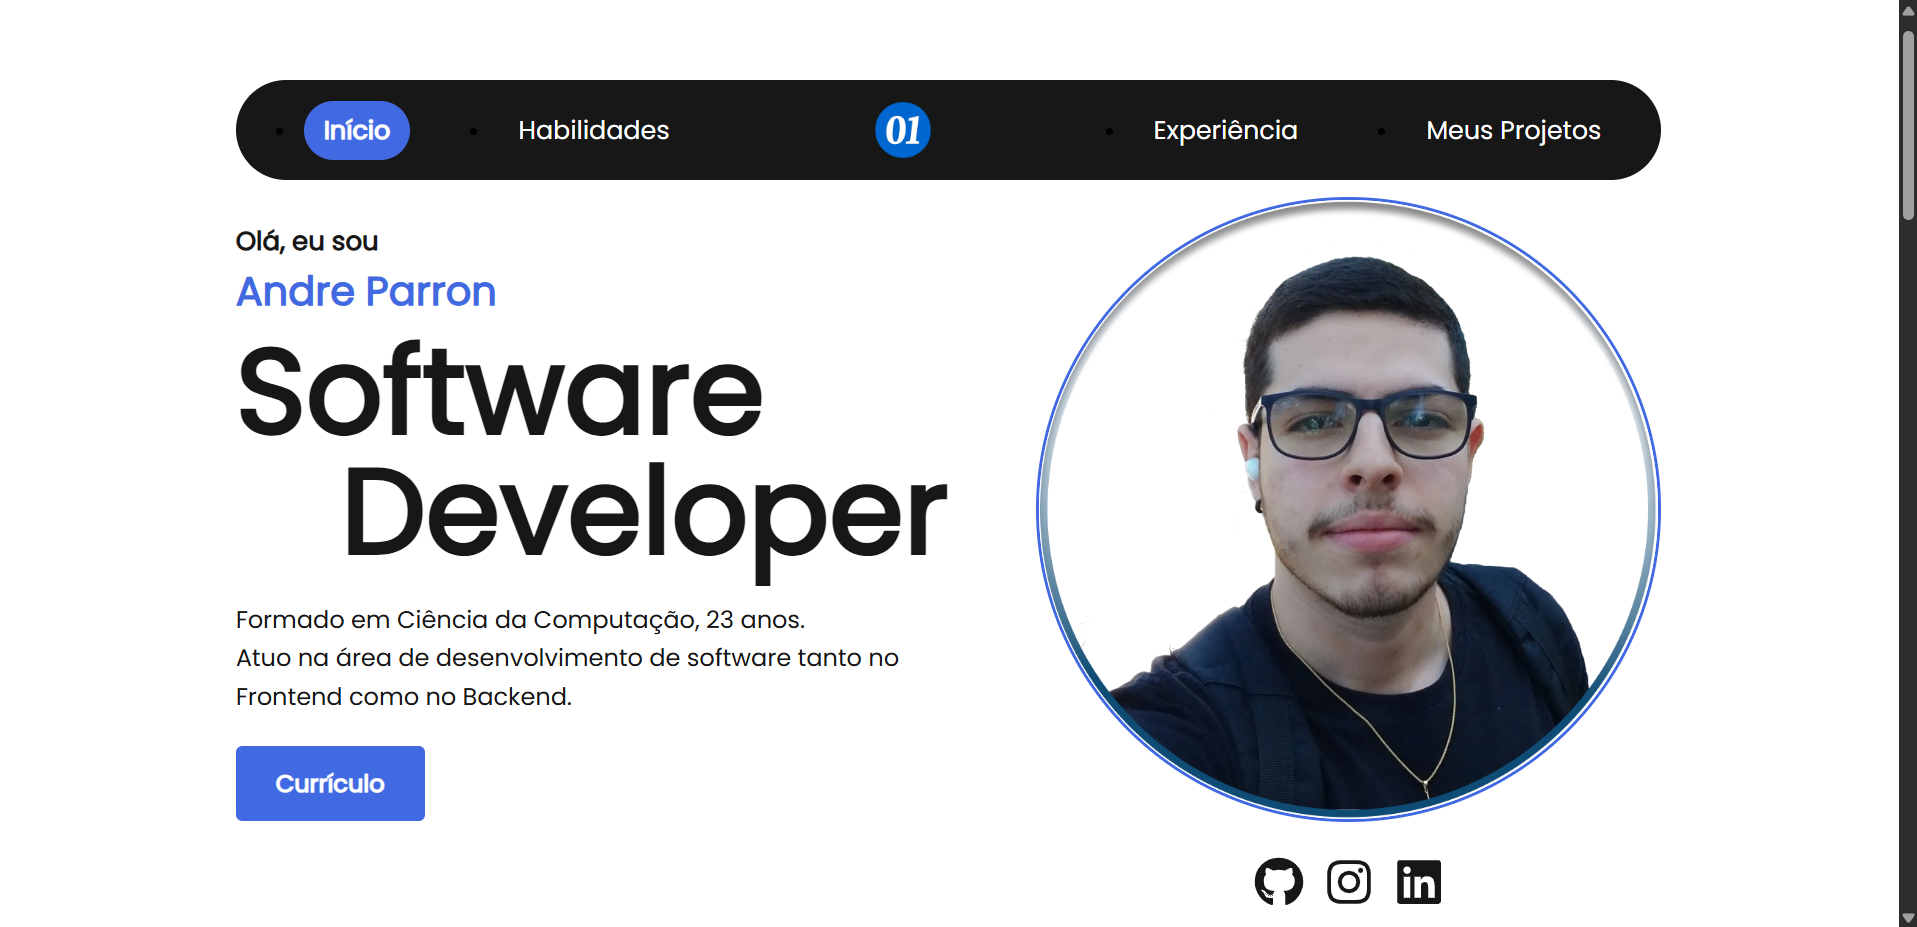 Início
Habilidades
01
Experiência
Meus Projetos
Olá, eu sou
Andre Parron
Software
Developer
Formado em Ciência da Computação, 23 anos.
Atuo na área de desenvolvimento de software tanto no
Frontend como no Backend.
Currículo
in